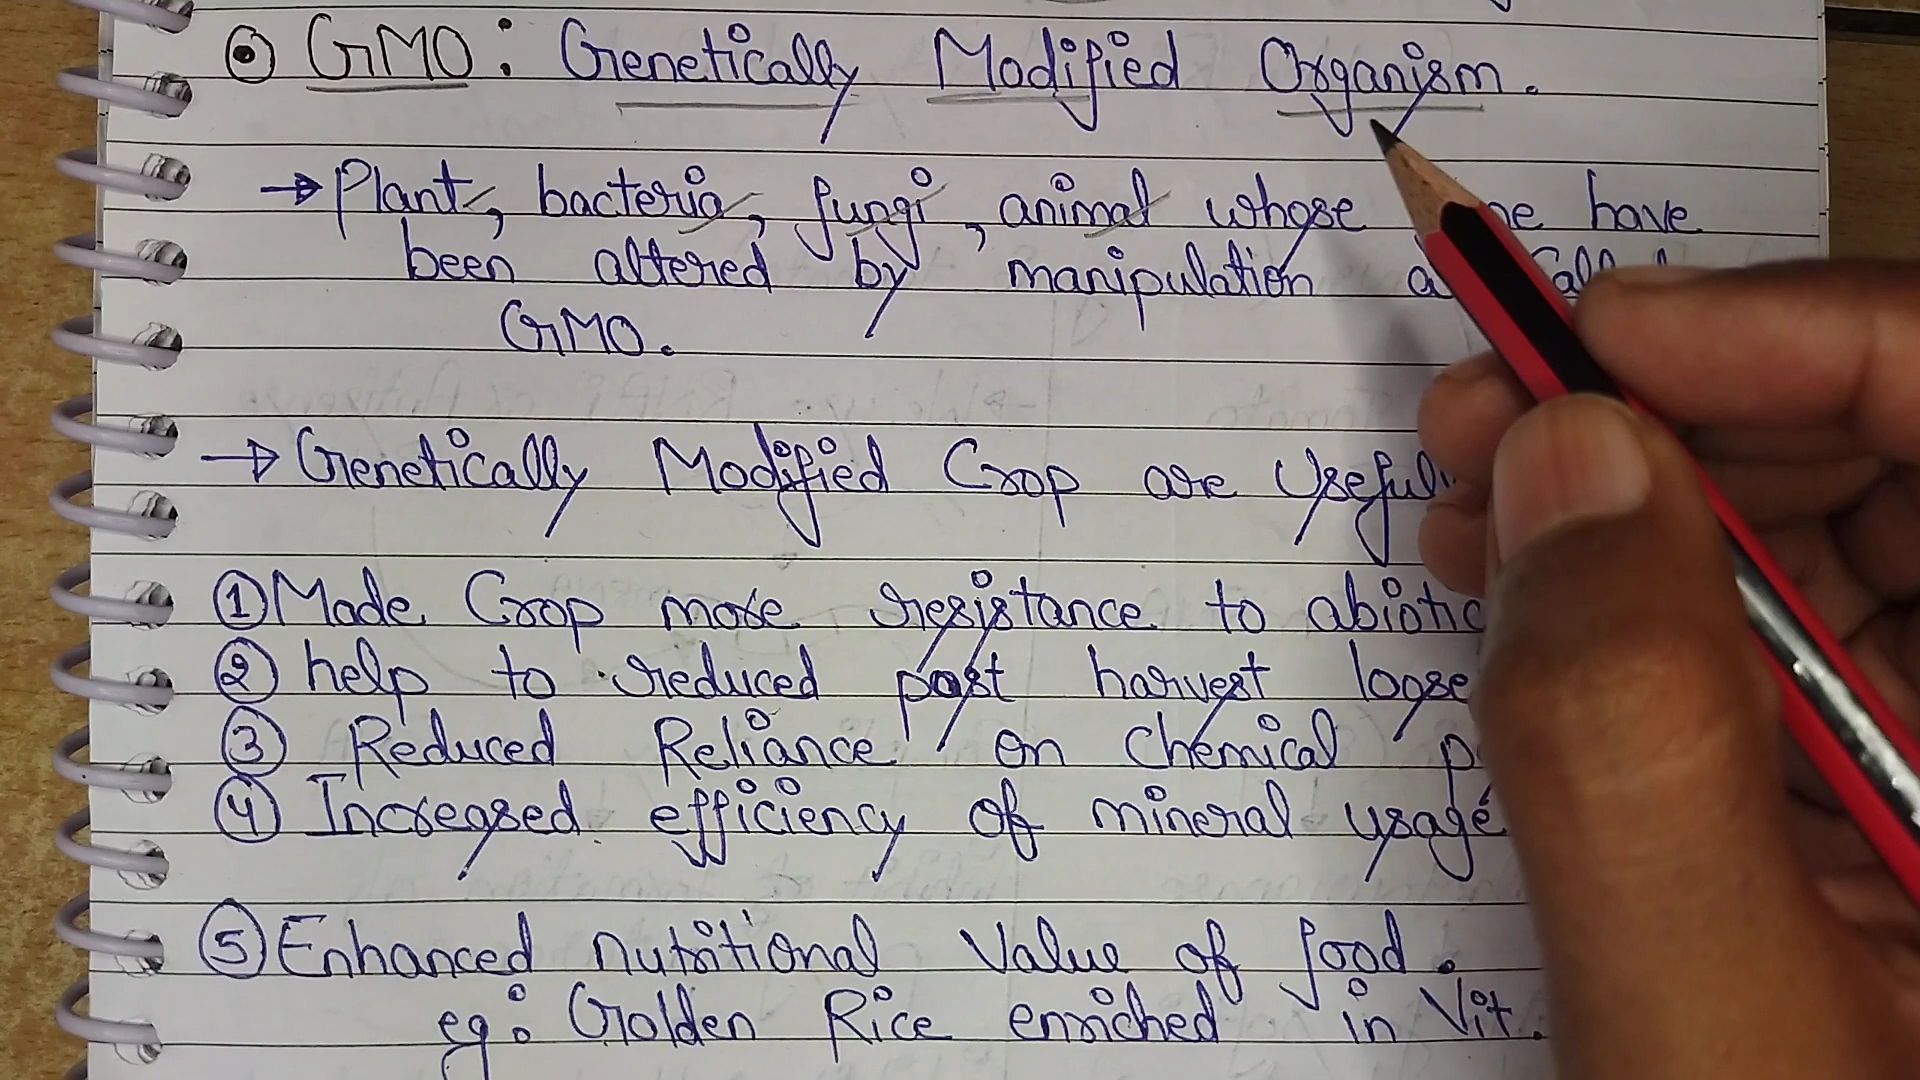 GMO: Genetically Modified Organism.
→ Plant, bacteria, fungi, animal whose have
been altered by manipulation
GMO.
→ Genetically Modified Crop are Useful
① Made Crop more resistance to abiotic
② help to reduced post harvest loose
③ Reduced Reliance on Chemical
④ Increased efficiency of mineral usage
⑤ Enhanced nutritional Value of food.
eg: Golden Rice enriched in Vit.